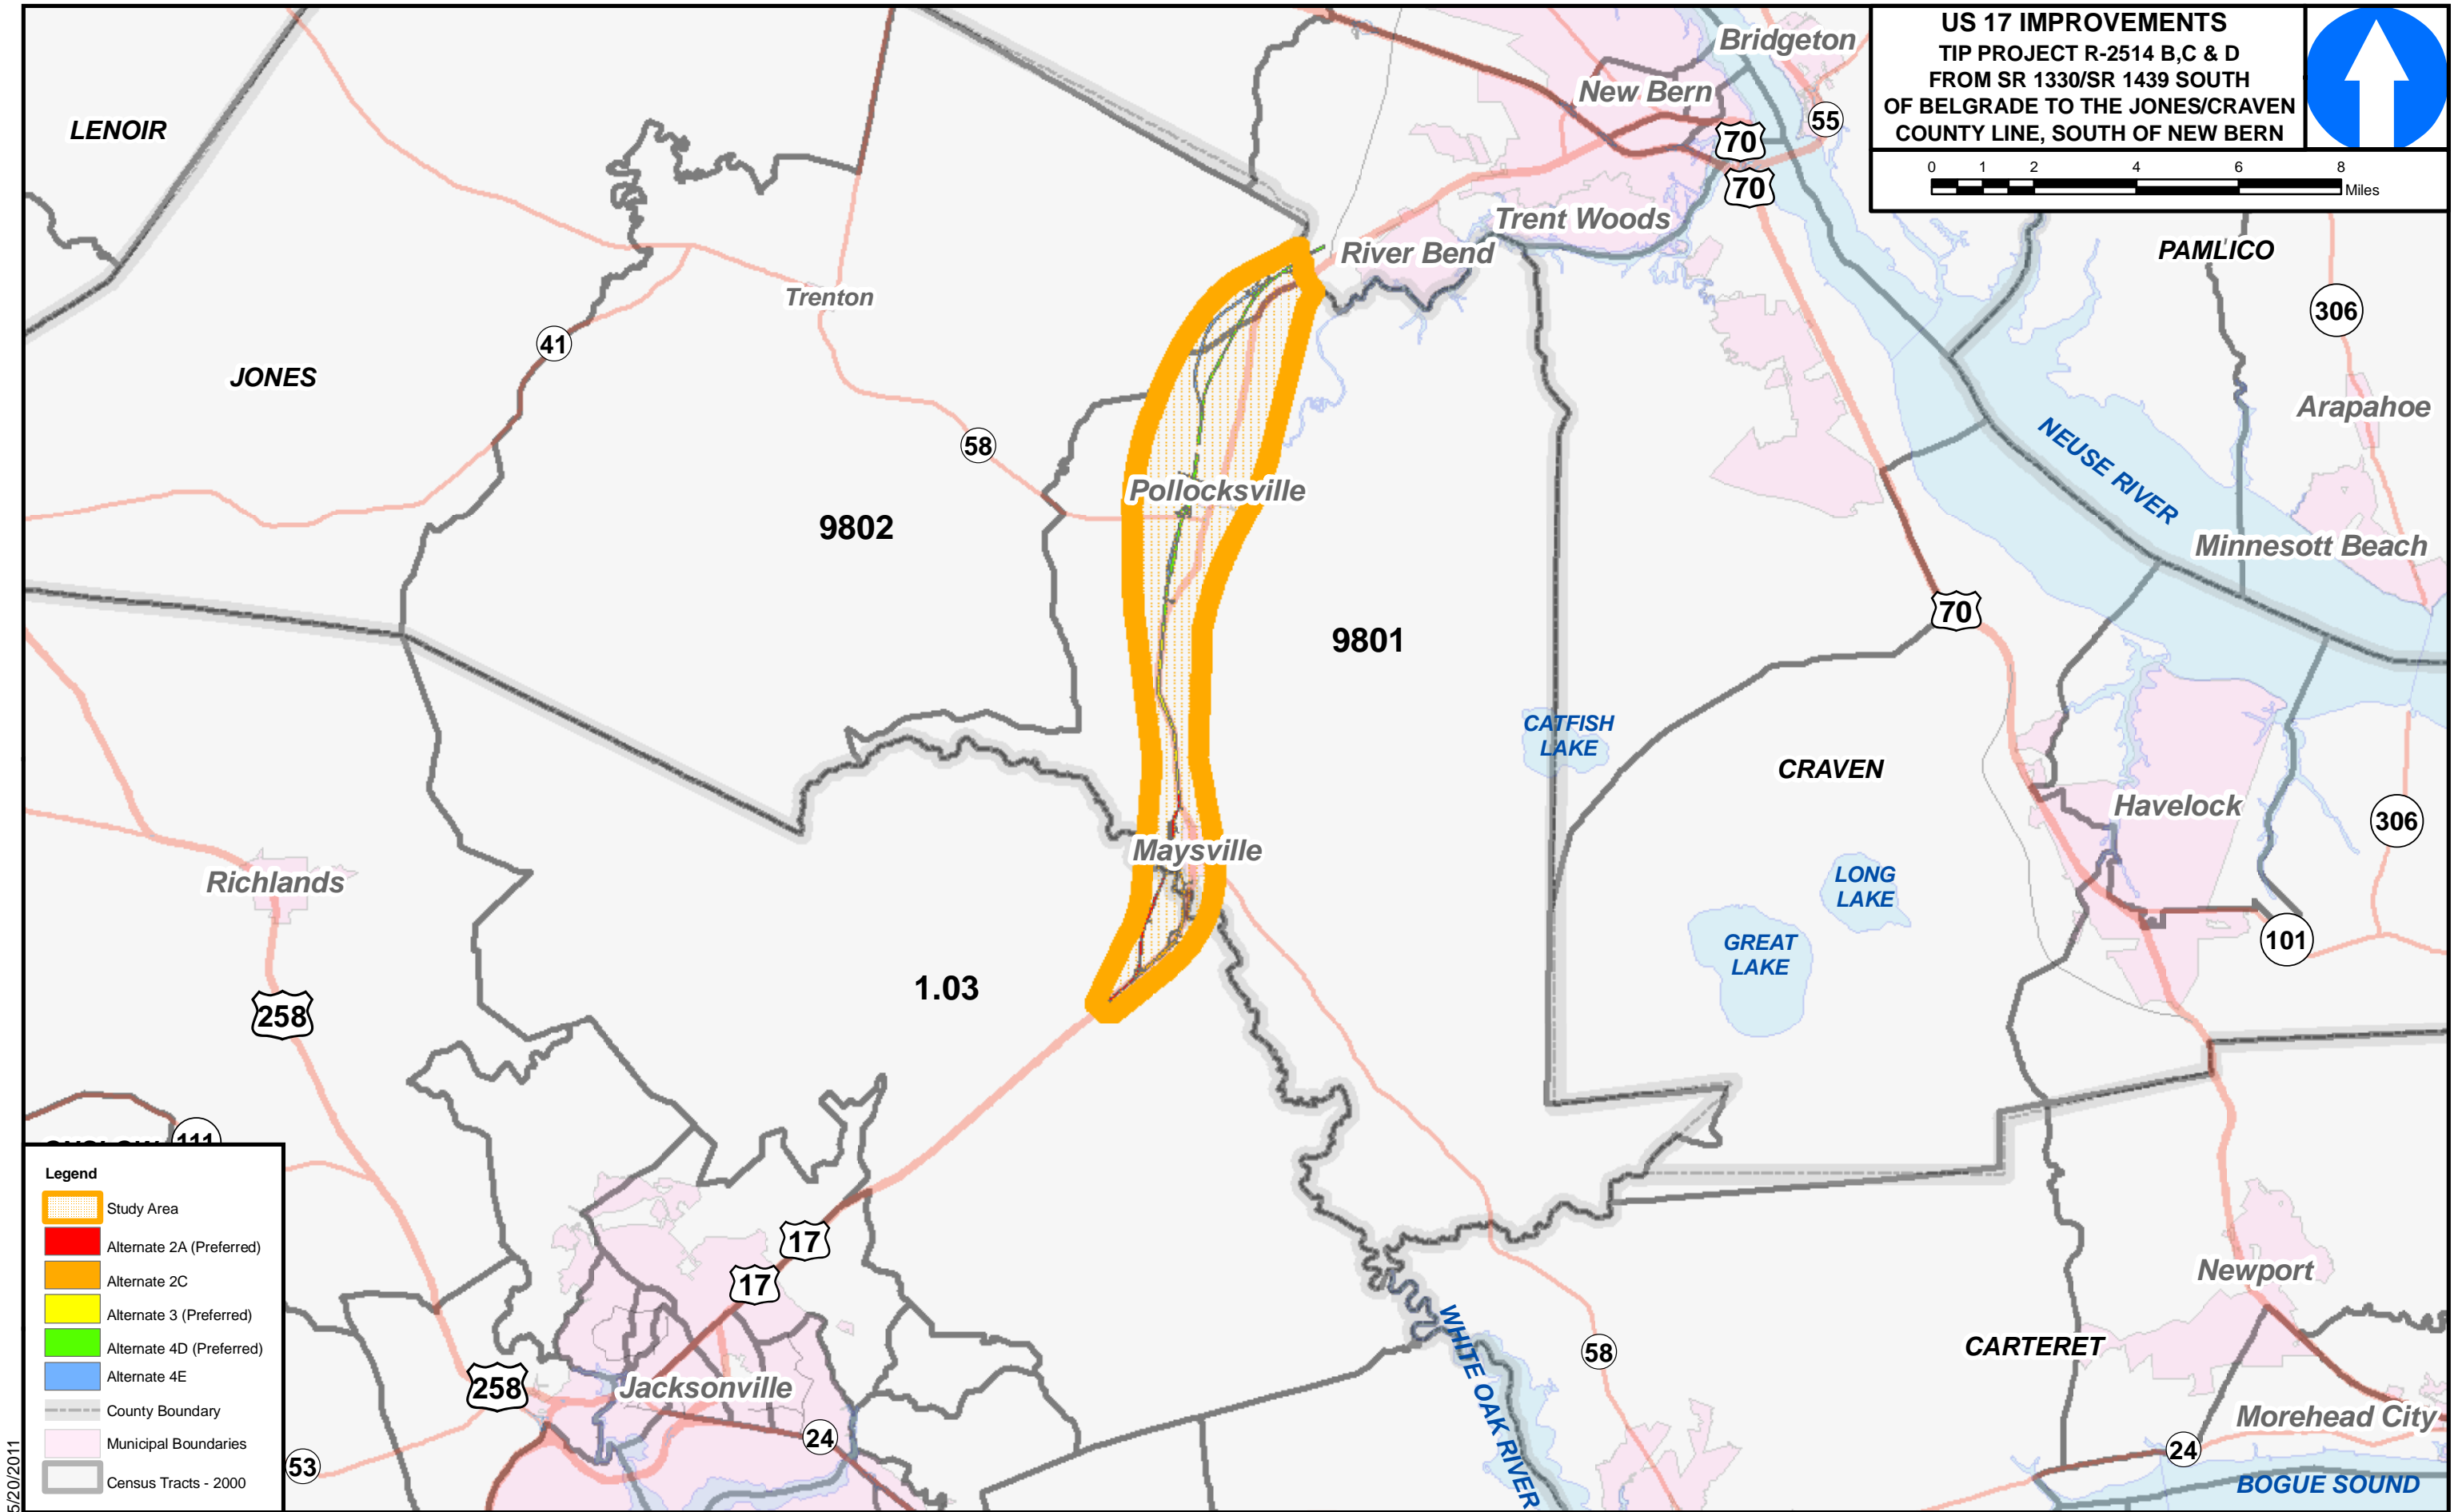 US 17 IMPROVEMENTS
TIP PROJECT R-2514 B,C & D
FROM SR 1330/SR 1439 SOUTH
OF BELGRADE TO THE JONES/CRAVEN
COUNTY LINE, SOUTH OF NEW BERN
0 1 2 4 6 8
Miles
Bridgeton
New Bern
55
70
70
LENOIR
Trent Woods
River Bend
PAMLICO
Trenton
306
41
JONES
Arapahoe
58
NEUSE RIVER
Pollocksville
9802
Minnesott Beach
70
9801
CATFISH
LAKE
CRAVEN
Havelock
306
Maysville
Richlands
LONG
LAKE
GREAT
LAKE
101
1.03
258
111
17
17
Newport
WHITE OAK RIVER
58
CARTERET
258
Jacksonville
24
Morehead City
24
53
BOGUE SOUND
Legend
Study Area
Alternate 2A (Preferred)
Alternate 2C
Alternate 3 (Preferred)
Alternate 4D (Preferred)
Alternate 4E
County Boundary
Municipal Boundaries
Census Tracts - 2000
5/20/2011